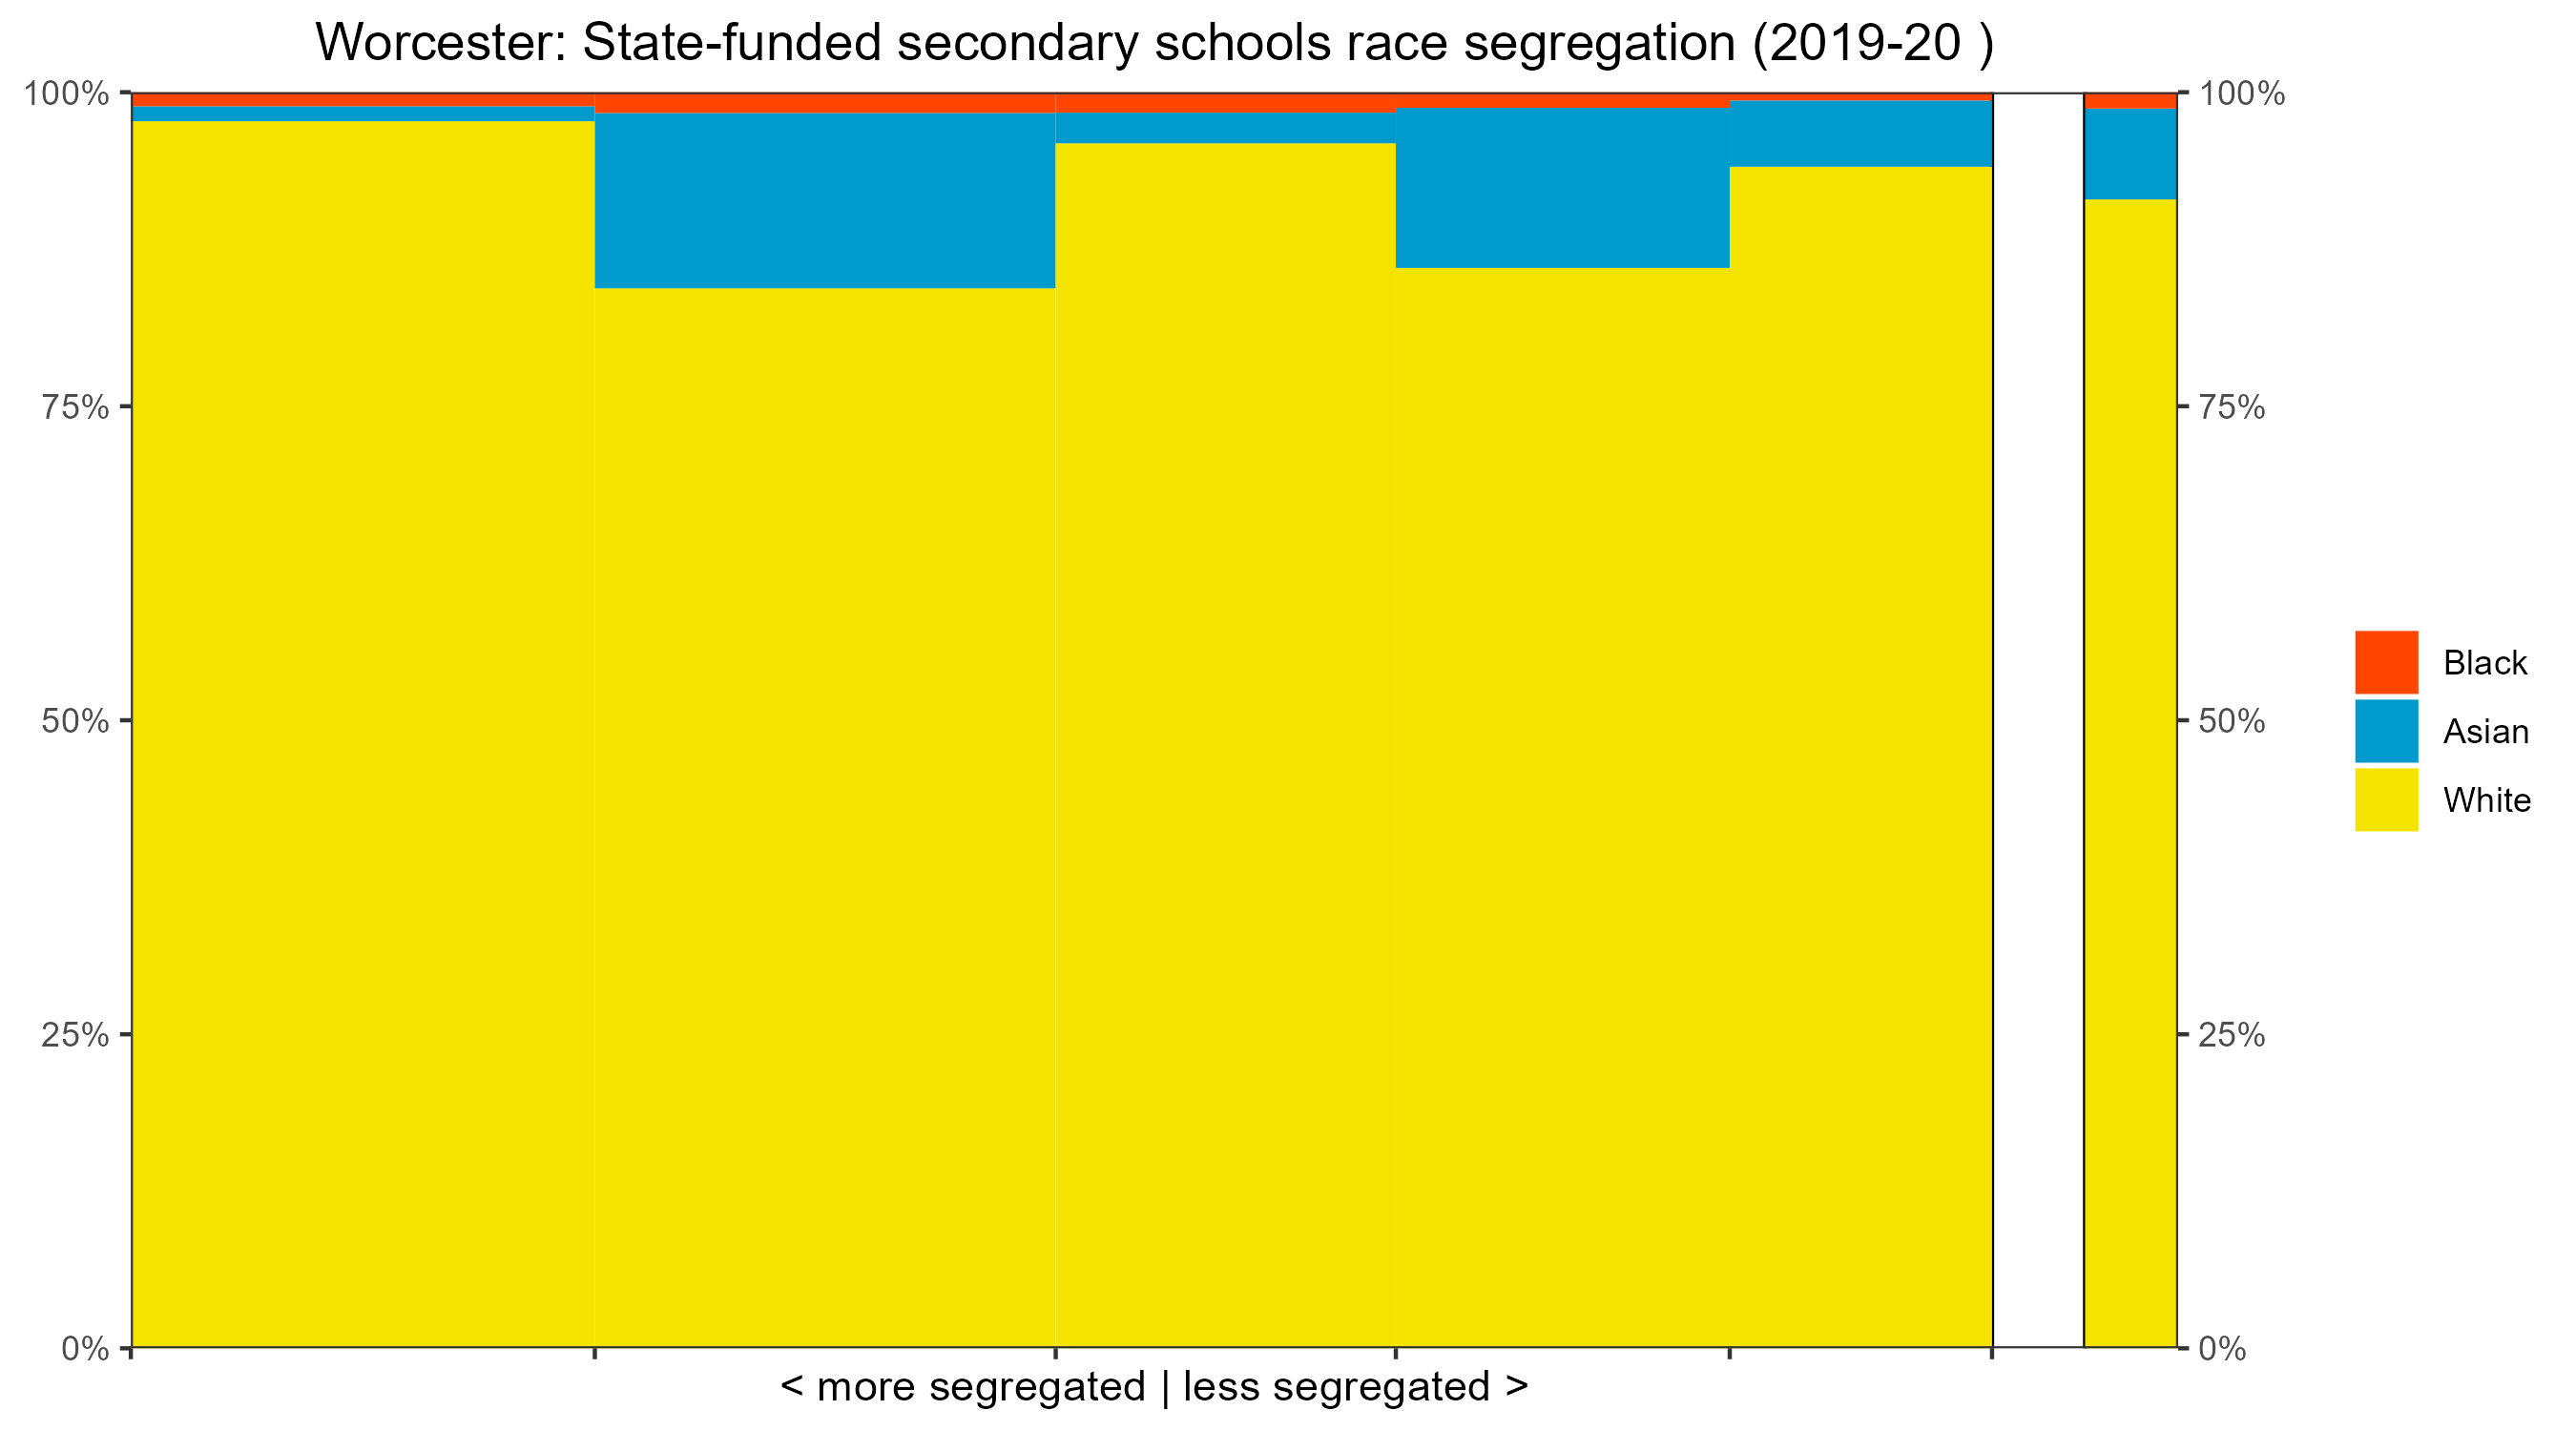 Worcester: State-funded secondary schools race segregation (2019-20 )
100%
75%
50%
25%
0%
100%
75%
50%
25%
0%
Black
Asian
White
< more segregated | less segregated >